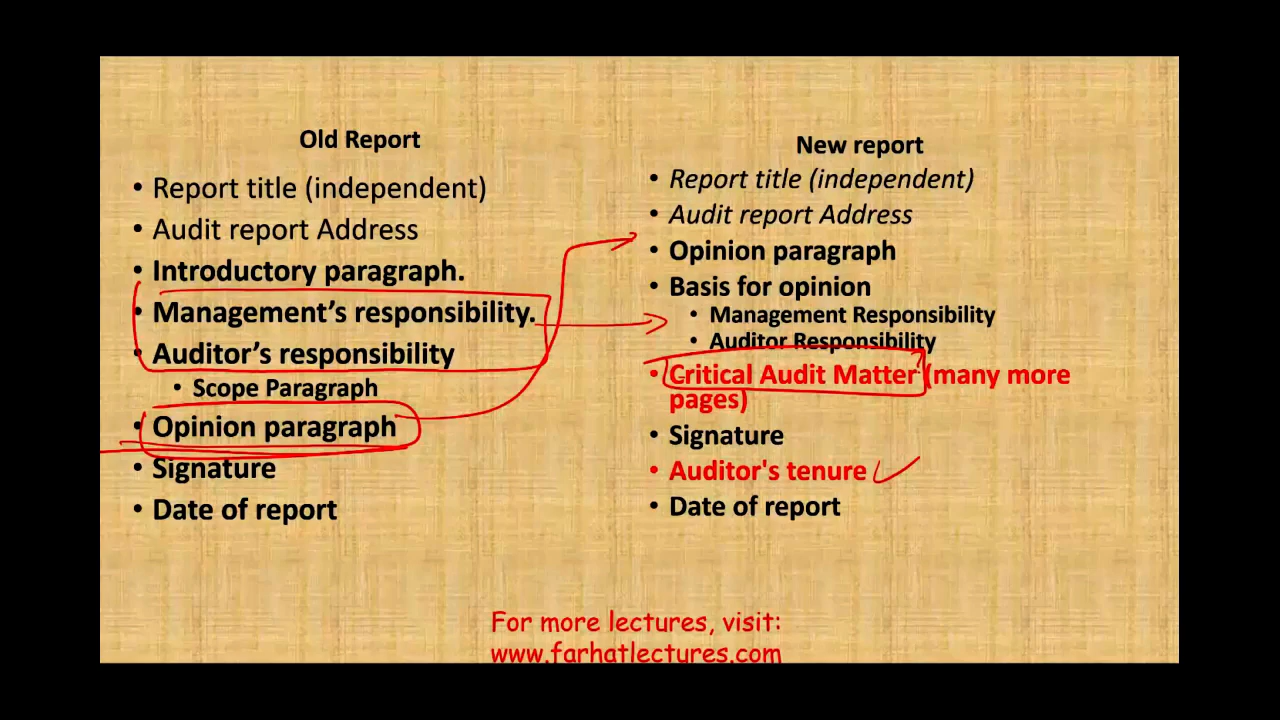 Old Report
• Report title (independent)
• Audit report Address
• Introductory paragraph.
• Management’s responsibility.
• Auditor’s responsibility
• Scope Paragraph
• Opinion paragraph
• Signature
• Date of report
New report
• Report title (independent)
• Audit report Address
• Opinion paragraph
• Basis for opinion
• Management Responsibility
• Auditor Responsibility
• Critical Audit Matter (many more
pages)
• Signature
• Auditor's tenure
• Date of report
For more lectures, visit:
www.farhatlectures.com